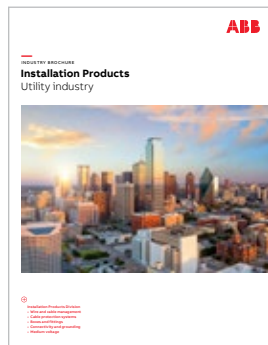 ABB
INDUSTRY BROCHURE
Installation Products
Utility industry
Installation Products Division
– Wire and cable management
– Cable protection systems
– Boxes and fittings
– Connectivity and grounding
– Medium voltage